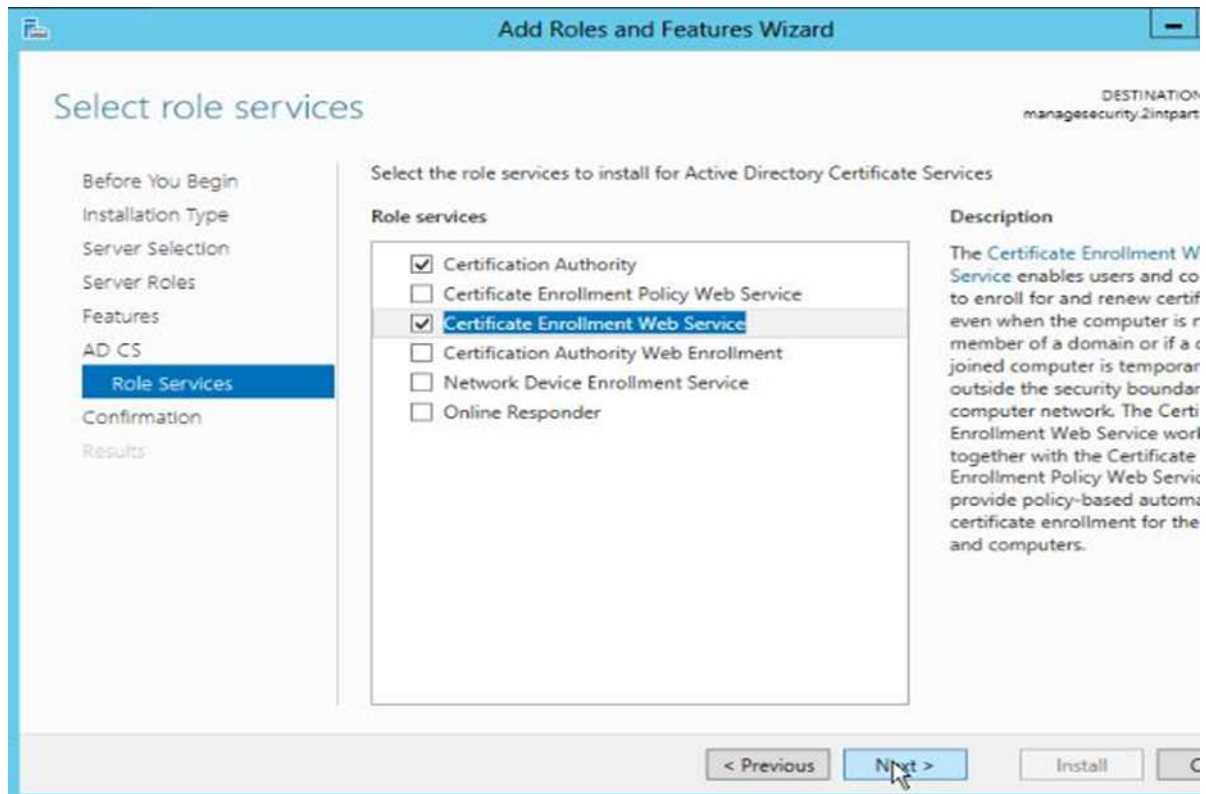 Add Roles and Features Wizard
Select role services
DESTINATION
managesecurity.2intpart
Before You Begin
Installation Type
Server Selection
Server Roles
Features
AD CS
Role Services
Confirmation
Results
Select the role services to install for Active Directory Certificate Services
Role services
Certification Authority
Certificate Enrollment Policy Web Service
Certificate Enrollment Web Service
Certification Authority Web Enrollment
Network Device Enrollment Service
Online Responder
Description
The Certificate Enrollment W
Service enables users and co
to enroll for and renew certif
even when the computer is
member of a domain or if a
joined computer is temporar
outside the security boundar
computer network. The Certi
Enrollment Web Service work
together with the Certificate
Enrollment Policy Web Servic
provide policy-based automa
certificate enrollment for the
and computers.
< Previous
Next >
Install
C